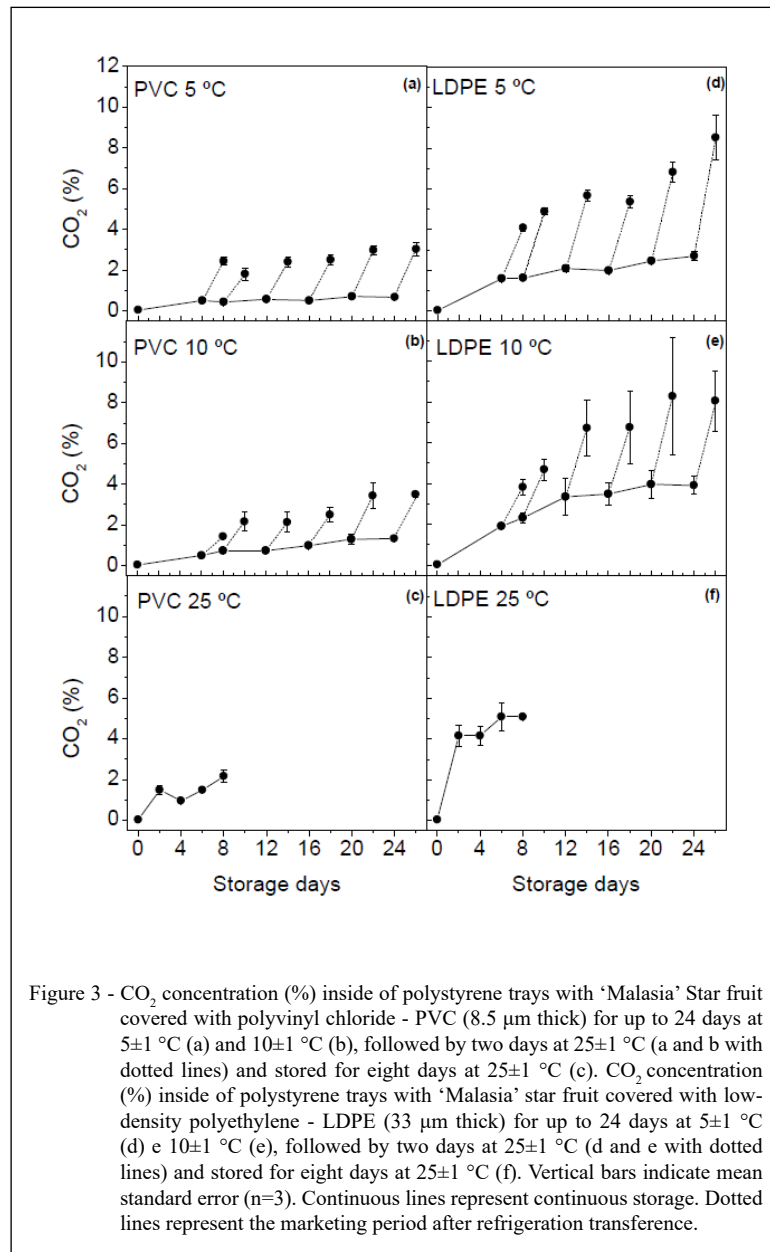 12
10
8
6
4
2
0
CO2 (%)
PVC 5 ºC
(a)
LDPE 5 ºC
(d)
10
8
6
4
2
0
CO2 (%)
PVC 10 ºC
(b)
LDPE 10 ºC
(e)
10
8
6
4
2
0
CO2 (%)
PVC 25 ºC
(c)
LDPE 25 ºC
(f)
0 4 8 12 16 20 24
0 4 8 12 16 20 24
Storage days
Storage days
Figure 3 - CO2 concentration (%) inside of polystyrene trays with ‘Malasia’ Star fruit
covered with polyvinyl chloride - PVC (8.5 μm thick) for up to 24 days at
5±1 °C (a) and 10±1 °C (b), followed by two days at 25±1 °C (a and b with
dotted lines) and stored for eight days at 25±1 °C (c). CO2 concentration
(%) inside of polystyrene trays with ‘Malasia’ star fruit covered with low-
density polyethylene - LDPE (33 μm thick) for up to 24 days at 5±1 °C
(d) e 10±1 °C (e), followed by two days at 25±1 °C (d and e with dotted
lines) and stored for eight days at 25±1 °C (f). Vertical bars indicate mean
standard error (n=3). Continuous lines represent continuous storage. Dotted
lines represent the marketing period after refrigeration transference.